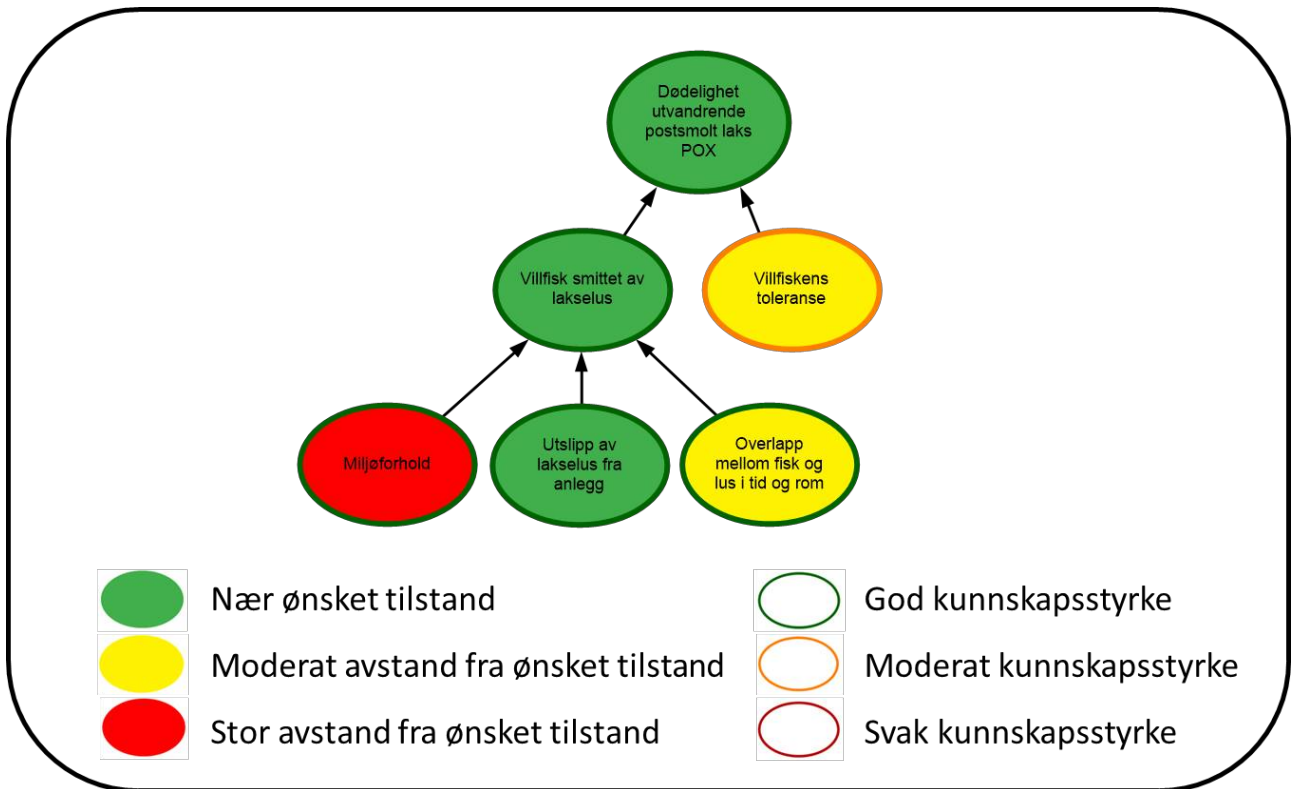 Dødelighet
utvandrende
postsmolt laks
POX
Villfisk smittet av
lakselus
Villfiskens
toleranse
Miljøforhold
Utslipp av
lakselus fra
anlegg
Overlapp
mellom fisk og
lus i tid og rom
Nær ønsket tilstand
Moderat avstand fra ønsket tilstand
Stor avstand fra ønsket tilstand
God kunnskapsstyrke
Moderat kunnskapsstyrke
Svak kunnskapsstyrke